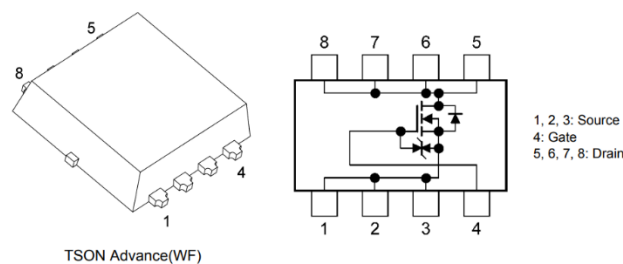 5
8
4
1
TSON Advance(WF)
8 7 6 5
1 2 3 4
1, 2, 3: Source
4: Gate
5, 6, 7, 8: Drain